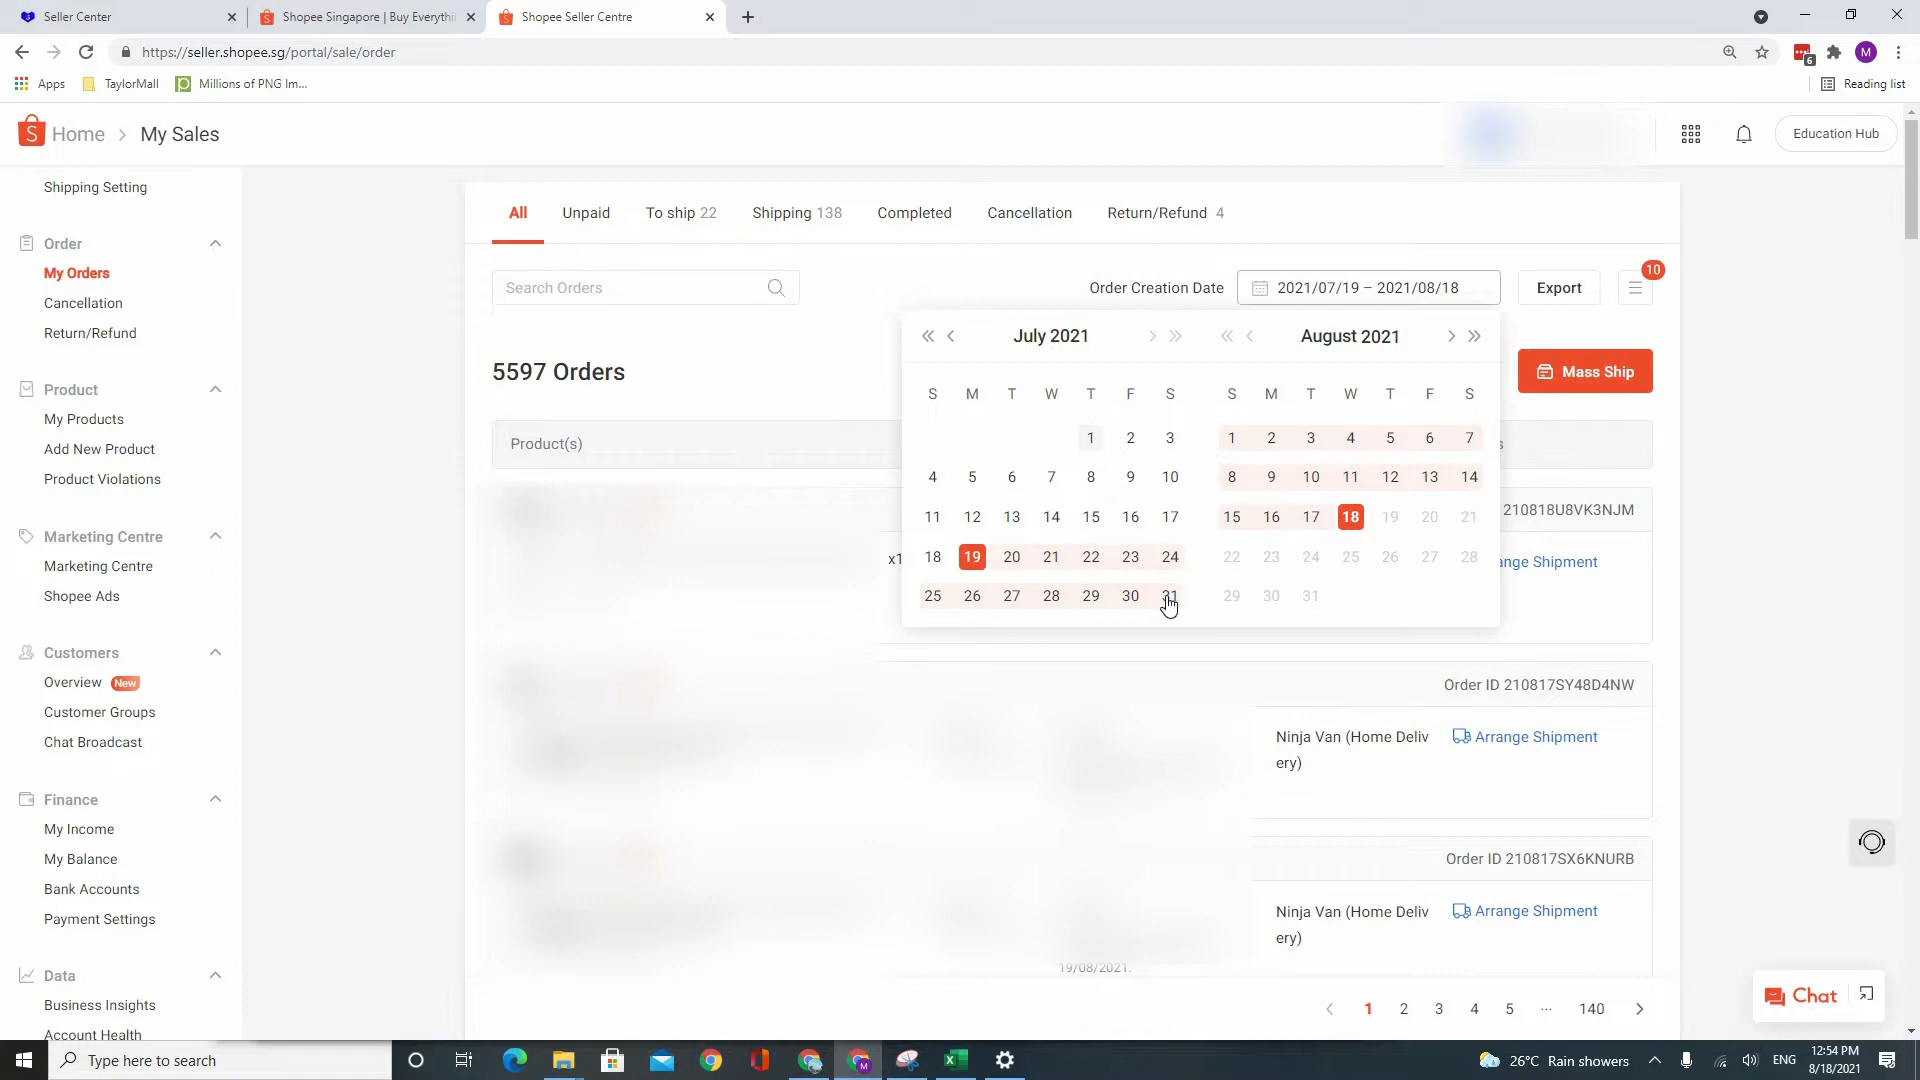 Seller Center
Shopee Singapore | Buy Everythi
Shopee Seller Centre
https://seller.shopee.sg/portal/sale/order
6
M
Apps
TaylorMall
Millions of PNG Im...
Reading list
Home
My Sales
Education Hub
Shipping Setting
Order
My Orders
Cancellation
Return/Refund
Product
My Products
Add New Product
Product Violations
Marketing Centre
Marketing Centre
Shopee Ads
Customers
Overview New
Customer Groups
Chat Broadcast
Finance
My Income
My Balance
Bank Accounts
Payment Settings
Data
Business Insights
Account Health
All
Unpaid
To ship 22
Shipping 138
Completed
Cancellation
Return/Refund 4
Search Orders
Order Creation Date
2021/07/19 – 2021/08/18
Export
10
5597 Orders
Mass Ship
Product(s)
x1
July 2021
S M T W T F S
1 2 3
4 5 6 7 8 9 10
11 12 13 14 15 16 17
18 19 20 21 22 23 24
25 26 27 28 29 30 31
August 2021
S M T W T F S
1 2 3 4 5 6 7
8 9 10 11 12 13 14
15 16 17 18 19 20 21
22 23 24 25 26 27 28
29 30 31
210818U8VK3NJM
ange Shipment
Order ID 210817SY48D4NW
Ninja Van (Home Deliv
ery)
Arrange Shipment
Order ID 210817SX6KNURB
Ninja Van (Home Deliv
ery)
Arrange Shipment
19/08/2021.
1 2 3 4 5 ... 140
Chat
Type here to search
26°C Rain showers
ENG
12:54 PM
8/18/2021